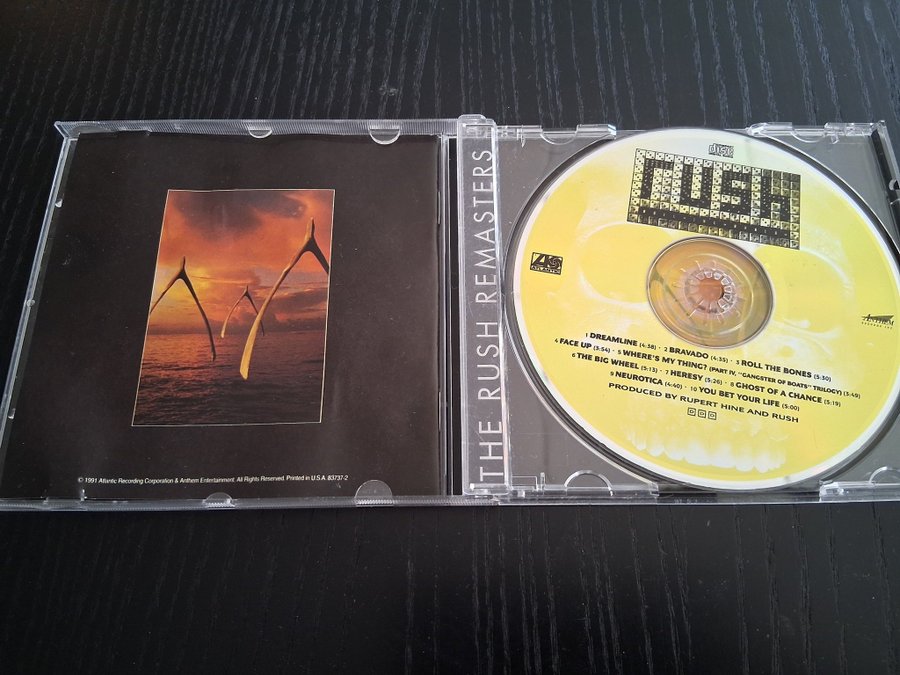 © 1991 Atlantic Recording Corporation & Anthem Entertainment. All Rights Reserved. Printed in U.S.A. 83737-2
THE RUSH REMASTERS
RUSH
ATLANTIC
ANTHEM
1 DREAMLINE (4:38) · 2 BRAVADO (4:35) · 3 ROLL THE BONES (5:30)
4 FACE UP (3:54) · 5 WHERE'S MY THING? (PART IV, "GANGSTER OF BOATS" TRILOGY) (3:49)
6 THE BIG WHEEL (5:13) · 7 HERESY (5:26) · 8 GHOST OF A CHANCE (5:19)
9 NEUROTICA (4:40) · 10 YOU BET YOUR LIFE (5:00)
PRODUCED BY RUPERT HINE AND RUSH
D D D